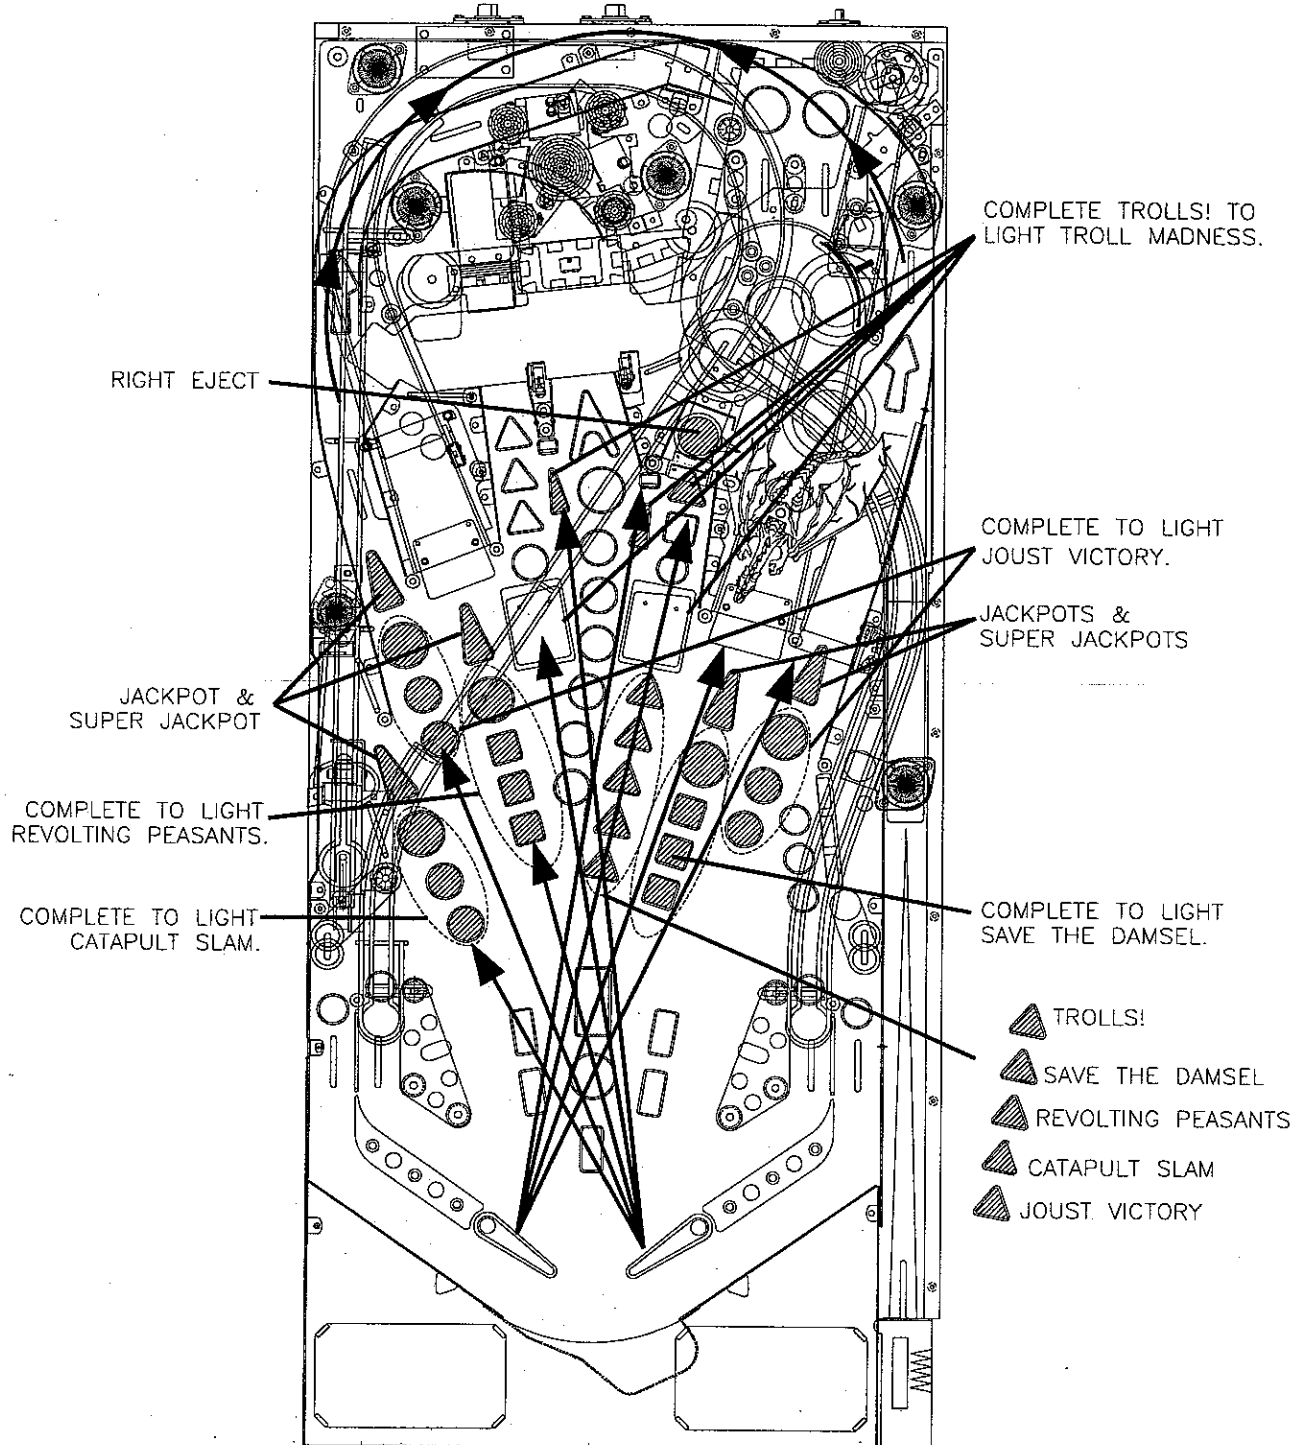 COMPLETE TROLLS! TO
LIGHT TROLL MADNESS.
RIGHT EJECT
COMPLETE TO LIGHT
JOUST VICTORY.
JACKPOTS &
SUPER JACKPOTS
JACKPOT &
SUPER JACKPOT
COMPLETE TO LIGHT
REVOLTING PEASANTS.
COMPLETE TO LIGHT
CATAPULT SLAM.
COMPLETE TO LIGHT
SAVE THE DAMSEL.
TROLLS!
SAVE THE DAMSEL
REVOLTING PEASANTS
CATAPULT SLAM
JOUST VICTORY